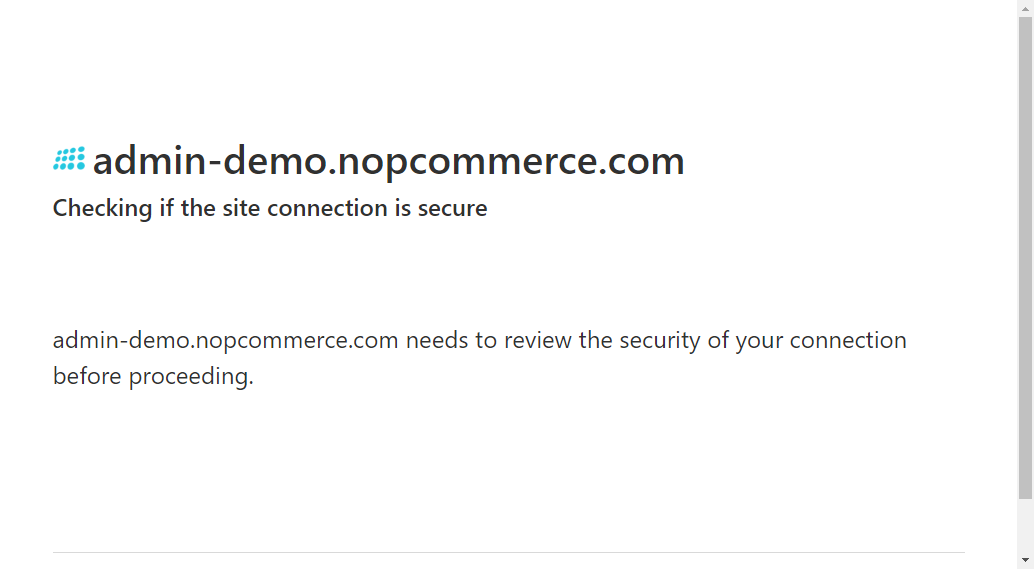 admin-demo.nopcommerce.com
Checking if the site connection is secure
admin-demo.nopcommerce.com needs to review the security of your connection
before proceeding.